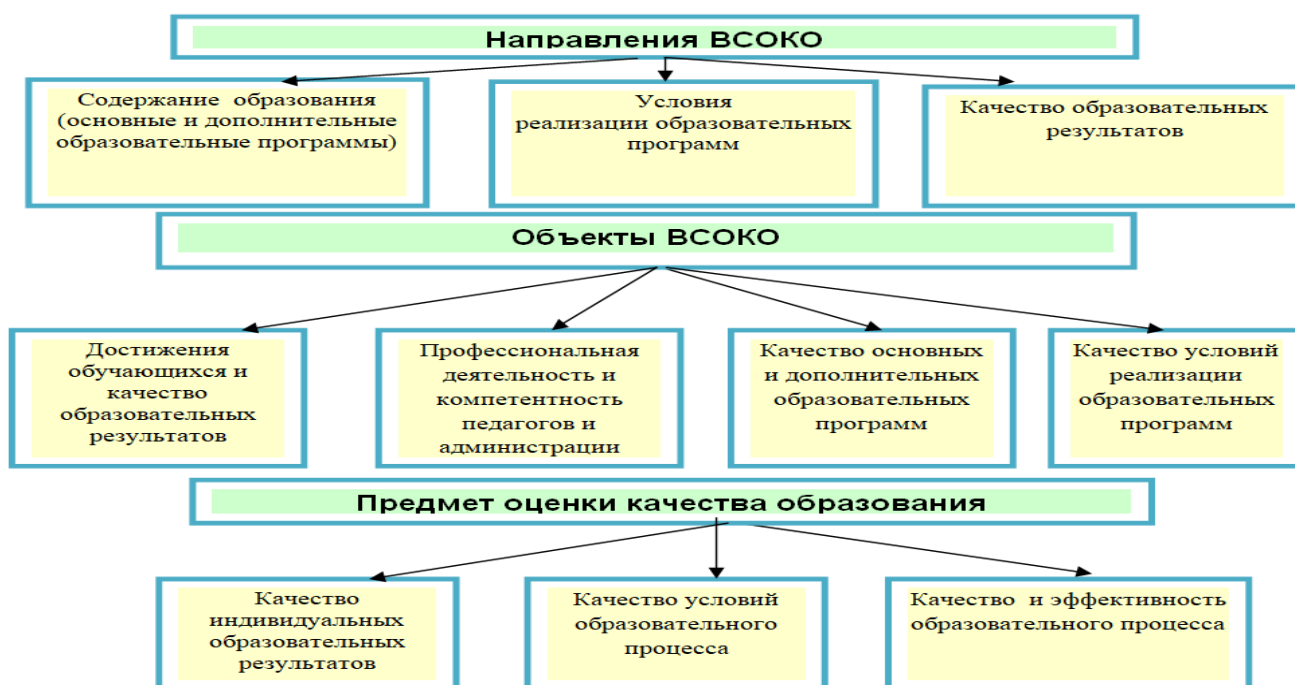 Направления ВСОКО
Содержание образования
(основные и дополнительные
образовательные программы)
Условия
реализации образовательных
программ
Качество образовательных
результатов
Объекты ВСОКО
Достижения
обучающихся и
качество
образовательных
результатов
Профессиональная
деятельность и
компетентность
педагогов и
администрации
Качество основных
и дополнительных
образовательных
программ
Качество условий
реализации
образовательных
программ
Предмет оценки качества образования
Качество
индивидуальных
образовательных
результатов
Качество условий
образовательного
процесса
Качество и эффективность
образовательного процесса